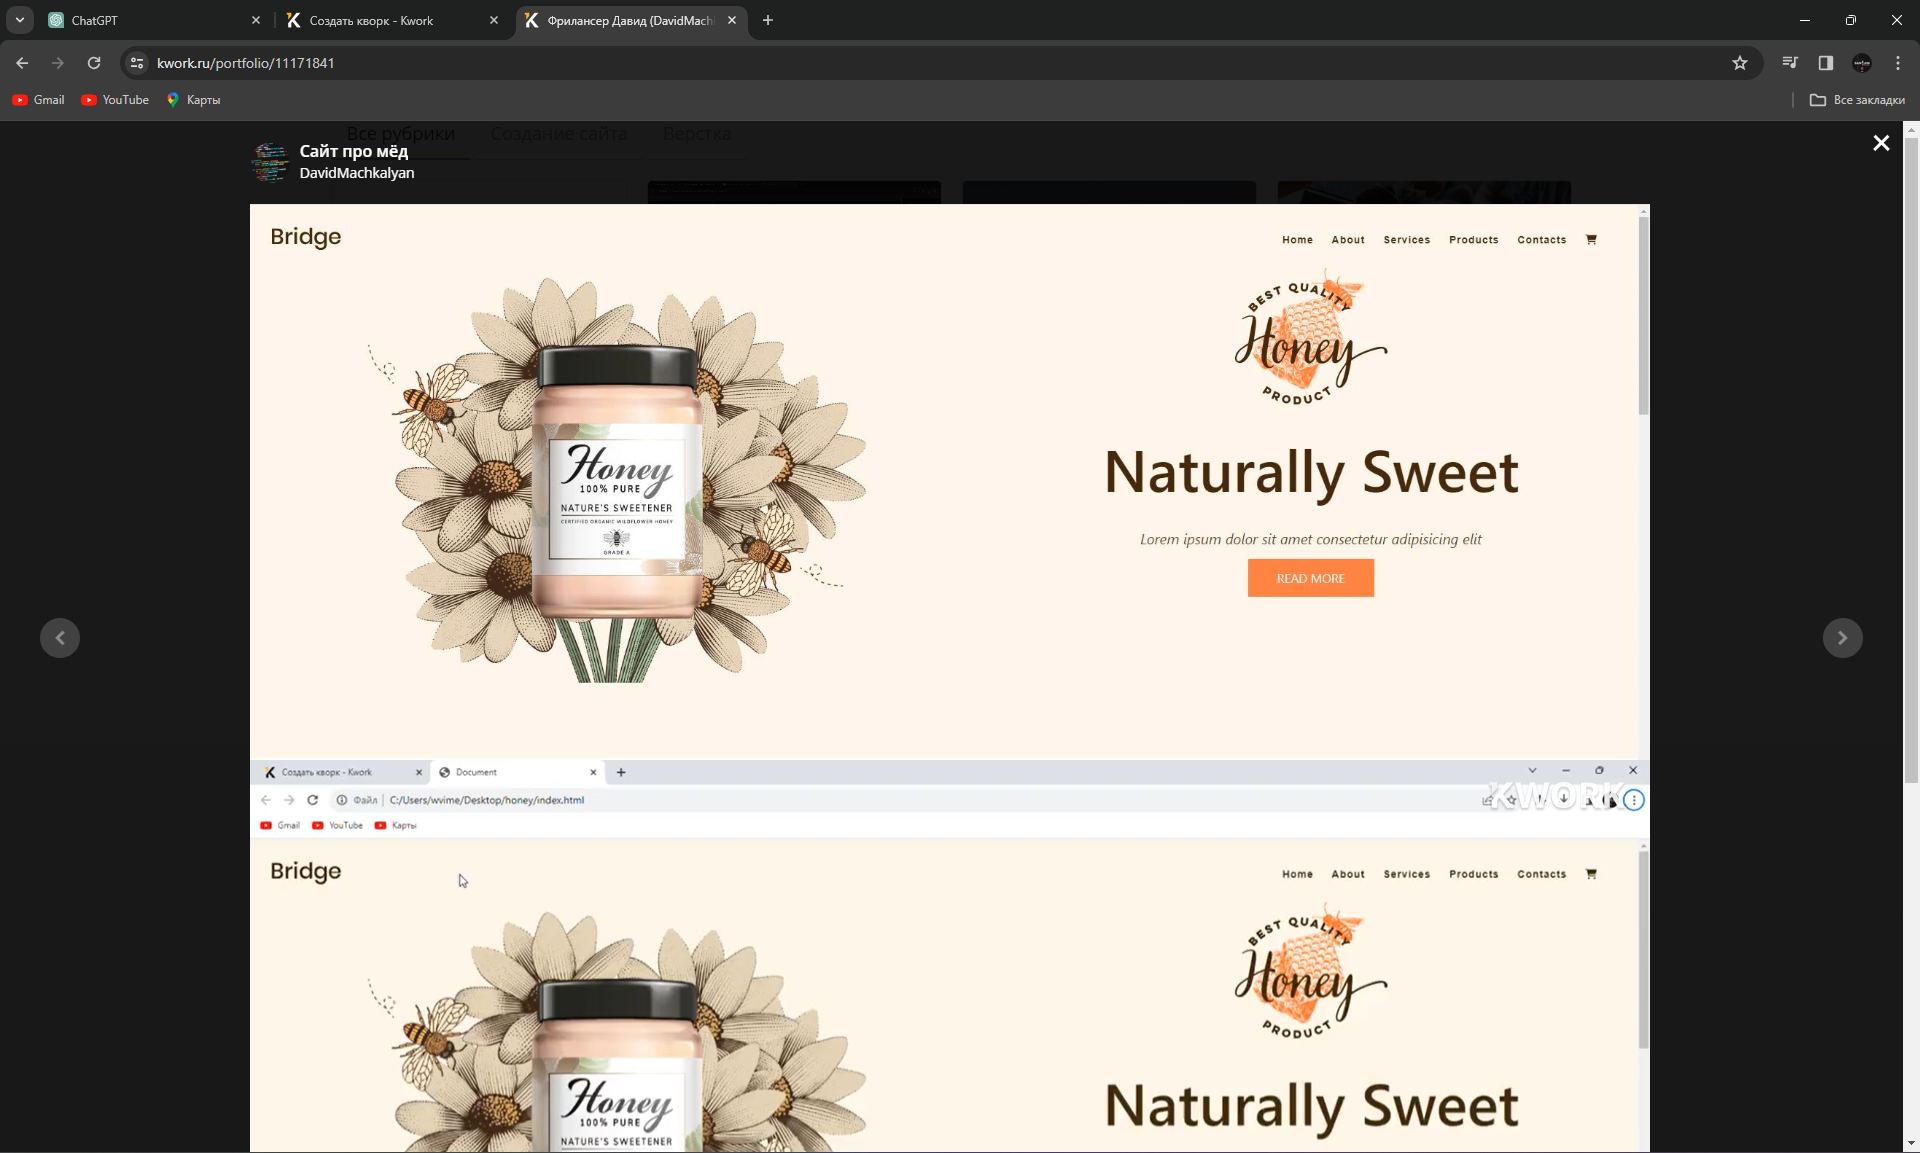 ChatGPT
Создать кворк - Kwork
Фрилансер Давид (DavidMach
kwork.ru/portfolio/11171841
Gmail
YouTube
Карты
Все закладки
Все рубрики
Создание сайта
Верстка
Сайт про мёд
DavidMachkalyan
Bridge
Home
About
Services
Products
Contacts
BEST QUALITY
Honey
PRODUCT
Honey
100% PURE
NATURE'S SWEETENER
CERTIFIED ORGANIC WILDFLOWER HONEY
GRADE A
Naturally Sweet
Lorem ipsum dolor sit amet consectetur adipisicing elit
READ MORE
Создать кворк - Kwork
Document
Файл
C:/Users/wvime/Desktop/honey/index.html
KWORK
Gmail
YouTube
Карты
Bridge
Home
About
Services
Products
Contacts
BEST QUALITY
Honey
PRODUCT
Honey
100% PURE
NATURE'S SWEETENER
Naturally Sweet